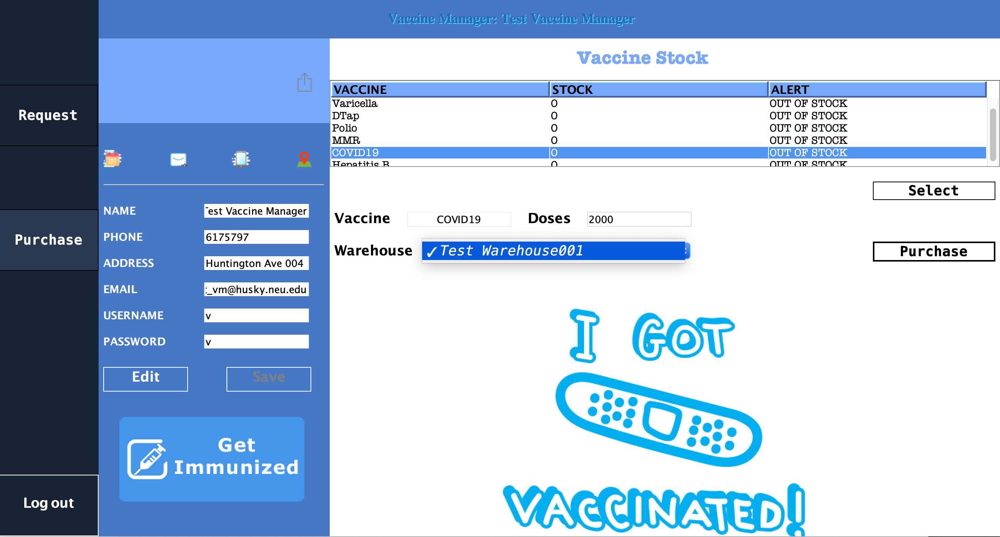 Vaccine Manager: Test Vaccine Manager
Request
Purchase
Log out
NAME est Vaccine Manager
PHONE 6175797
ADDRESS Huntington Ave 004
EMAIL _vm@husky.neu.edu
USERNAME v
PASSWORD v
Edit Save
Get
Immunized
Vaccine Stock
VACCINE STOCK ALERT
Varicella 0 OUT OF STOCK
DTap 0 OUT OF STOCK
Polio 0 OUT OF STOCK
MMR 0 OUT OF STOCK
COVID19 0 OUT OF STOCK
Hepatitis B 0 OUT OF STOCK
Select
Vaccine COVID19 Doses 2000
Warehouse ✓ Test Warehouse001 Purchase
I GOT
VACCINATED!